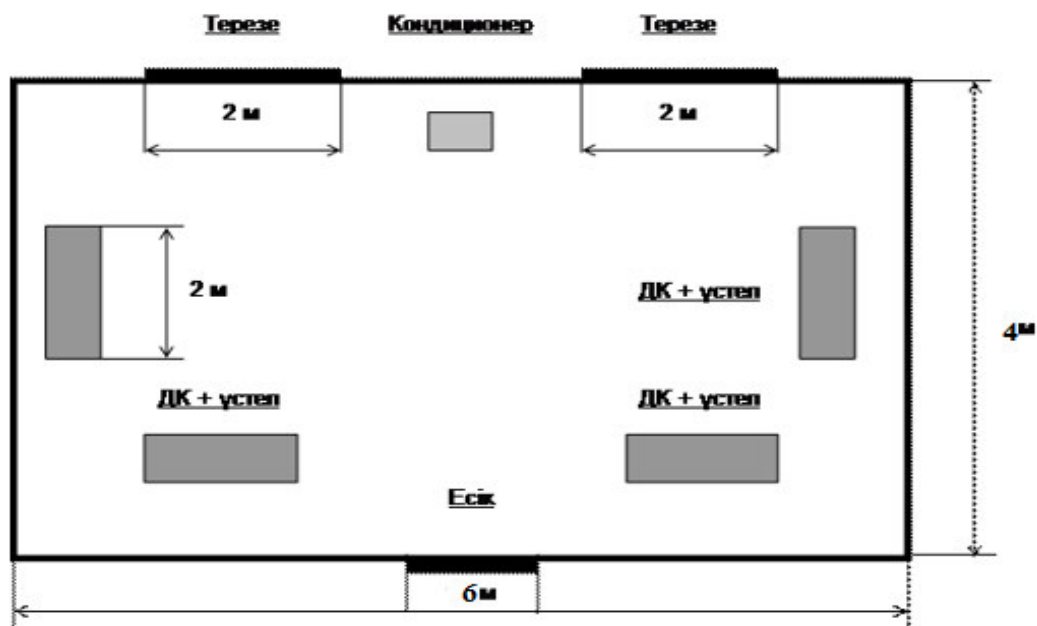 Терезе Кондиционер Терезе
2 м 2 м
2 м ДК + үстел
4м
ДК + үстел ДК + үстел
Есік
6м